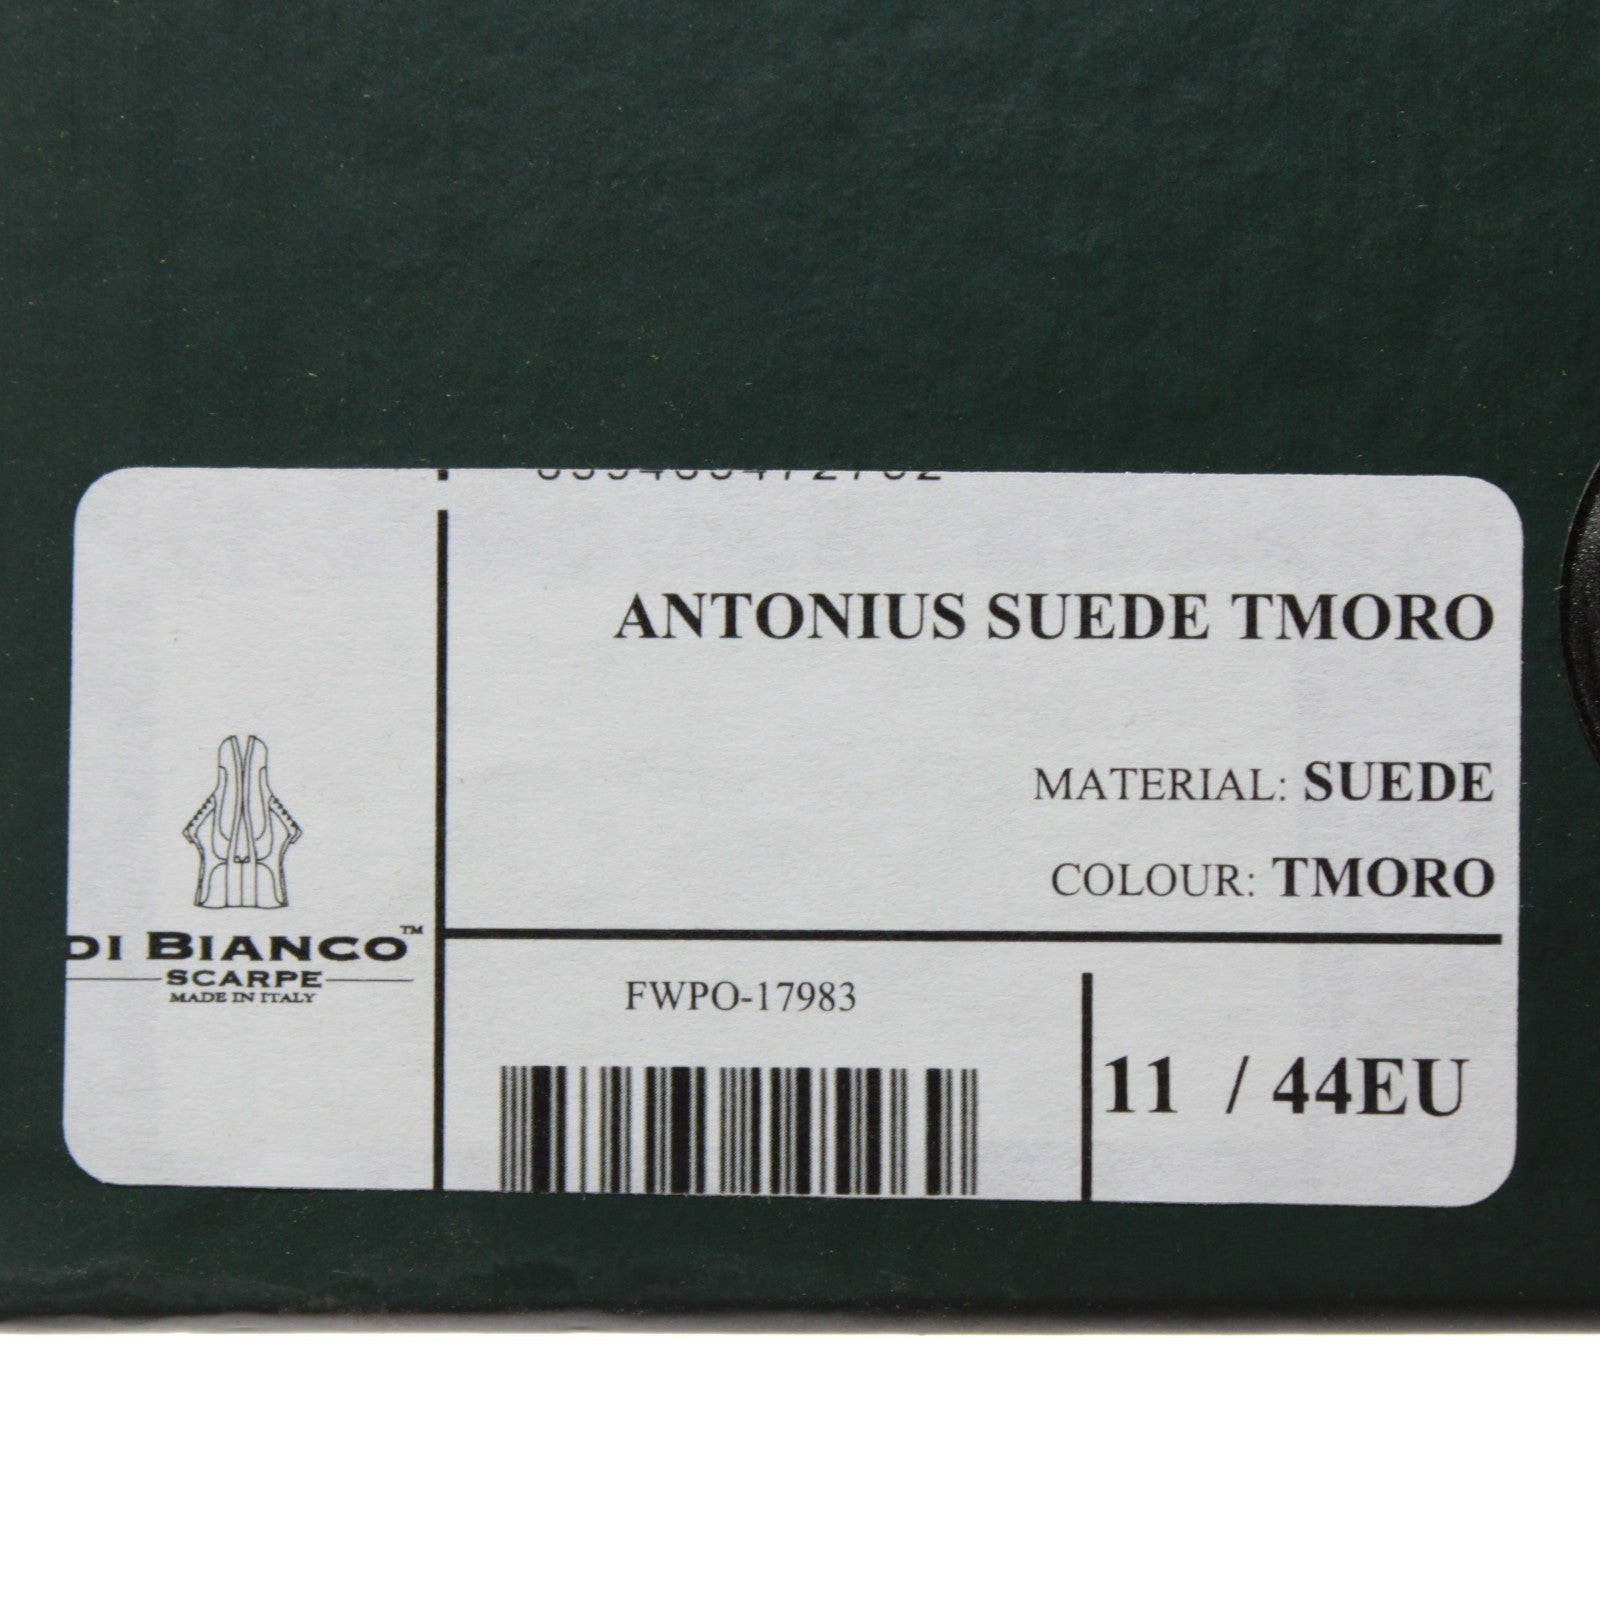 ANTONIUS SUEDE TMORO
MATERIAL: SUEDE
COLOUR: TMORO
DI BIANCO™
SCARPE
MADE IN ITALY
FWPO-17983
11 / 44EU